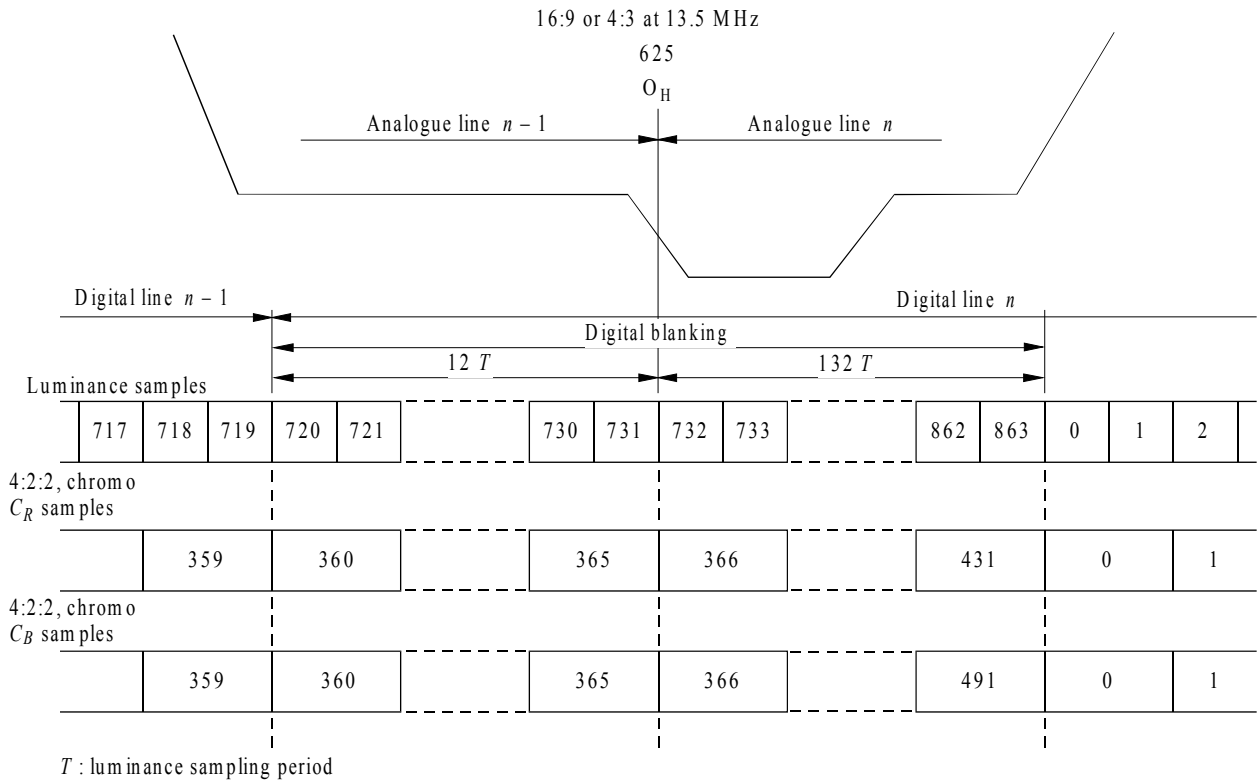 16:9 or 4:3 at 13.5 MHz
625
O_H
Analogue line n – 1
Analogue line n
Digital line n – 1
Digital line n
Digital blanking
12 T
132 T
Luminance samples
717 718 719 720 721 730 731 732 733 862 863 0 1 2
4:2:2, chromo
C_R samples
359 360 365 366 431 0 1
4:2:2, chromo
C_B samples
359 360 365 366 491 0 1
T : luminance sampling period